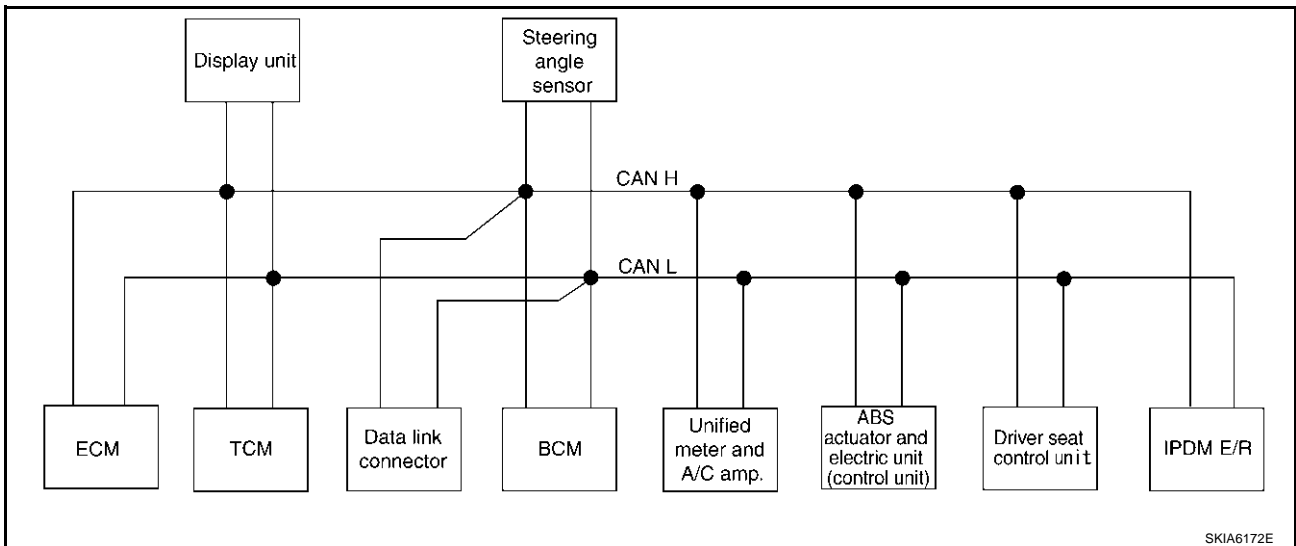 Display unit
Steering
angle
sensor
CAN H
CAN L
ECM
TCM
Data link
connector
BCM
Unified
meter and
A/C amp.
ABS
actuator and
electric unit
(control unit)
Driver seat
control unit
IPDM E/R
SKIA6172E